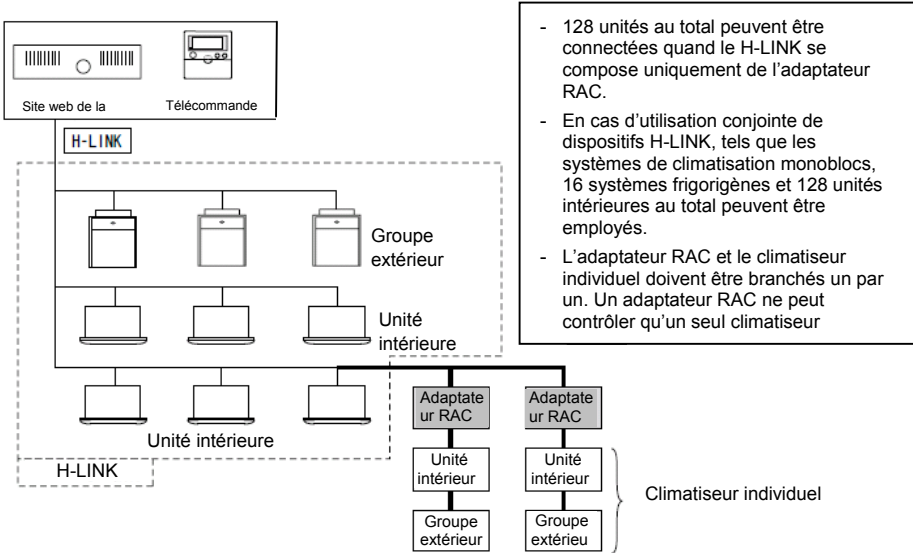 Site web de la
Télécommande
H-LINK
Groupe
extérieur
Unité
intérieure
Unité intérieure
H-LINK
- 128 unités au total peuvent être
connectées quand le H-LINK se
compose uniquement de l'adaptateur
RAC.
- En cas d'utilisation conjointe de
dispositifs H-LINK, tels que les
systèmes de climatisation monoblocs,
16 systèmes frigorigènes et 128 unités
intérieures au total peuvent être
employés.
- L'adaptateur RAC et le climatiseur
individuel doivent être branchés un par
un. Un adaptateur RAC ne peut
contrôler qu'un seul climatiseur
Adaptate
ur RAC
Adaptate
ur RAC
Unité
intérieur
Unité
intérieur
Groupe
extérieur
Groupe
extérieu
Climatiseur individuel